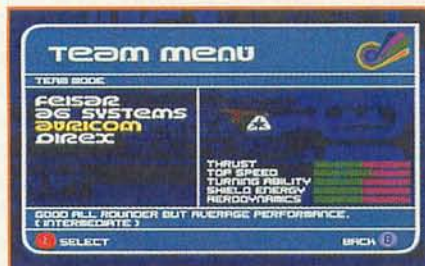 TEAM MENU
TEAM MODE
FEISAR
AG SYSTEMS
AURICOM
DIREX
THRUST
TOP SPEED
TURNING ABILITY
SHIELD ENERGY
AERODYNAMICS
GOOD ALL ROUNDER BUT AVERAGE PERFORMANCE.
( INTERMEDIATE )
SELECT
BACK B